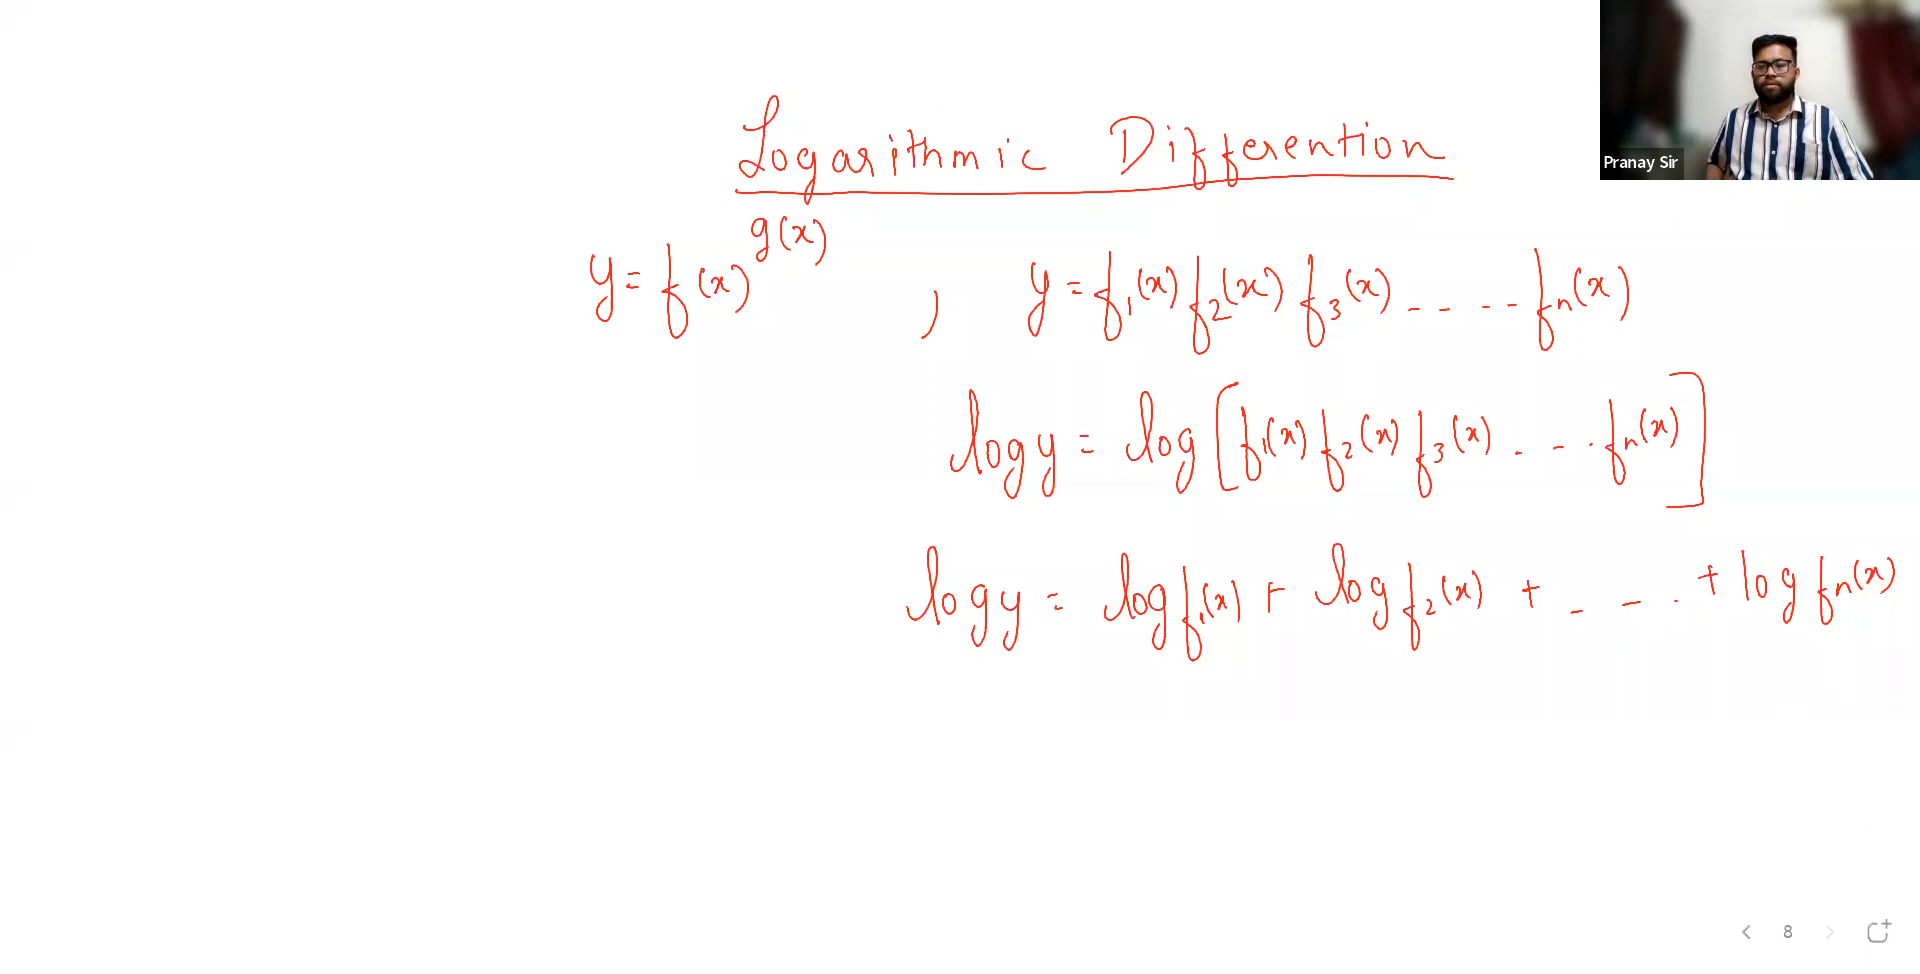 Logarithmic Differention
Pranay Sir
y = f(x)^g(x) , y = f₁(x) f₂(x) f₃(x) - - - - - fₙ(x)
log y = log [f₁(x) f₂(x) f₃(x) . - - . fₙ(x)]
log y = log f₁(x) + log f₂(x) + - - . + log fₙ(x)
8